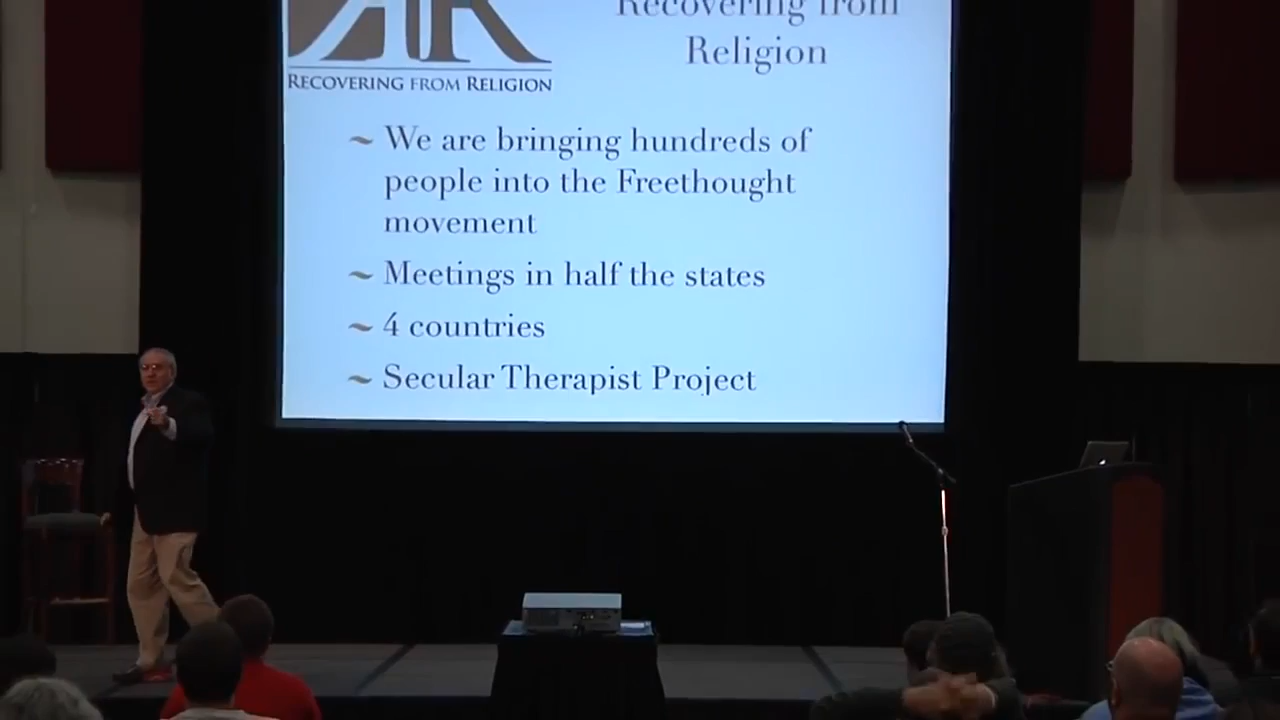 Recovering from
Religion
RECOVERING FROM RELIGION
~ We are bringing hundreds of
people into the Freethought
movement
~ Meetings in half the states
~ 4 countries
~ Secular Therapist Project